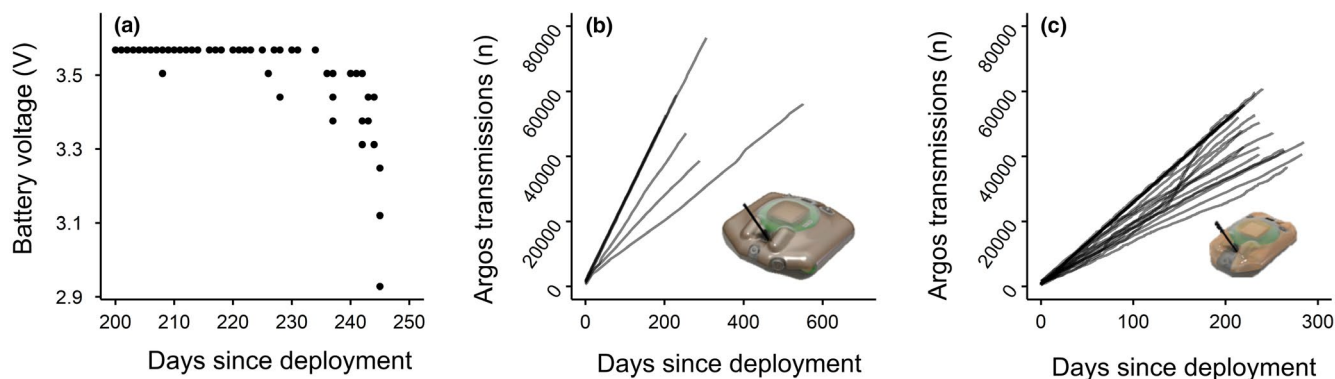 (a)
Battery voltage (V)
3.5
3.3
3.1
2.9
200 210 220 230 240 250
Days since deployment
(b)
Argos transmissions (n)
80000
60000
40000
20000
0
0 200 400 600
Days since deployment
(c)
Argos transmissions (n)
80000
60000
40000
20000
0
0 100 200 300
Days since deployment